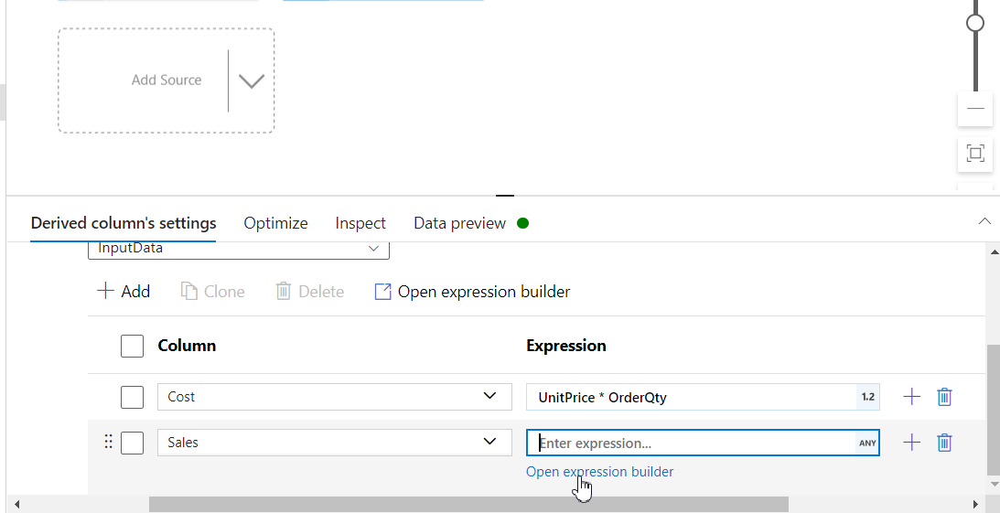 Add Source
Derived column's settings Optimize Inspect Data preview
InputData
Add Clone Delete Open expression builder
Column Expression
Cost UnitPrice * OrderQty 1.2
Sales Enter expression... ANY
Open expression builder